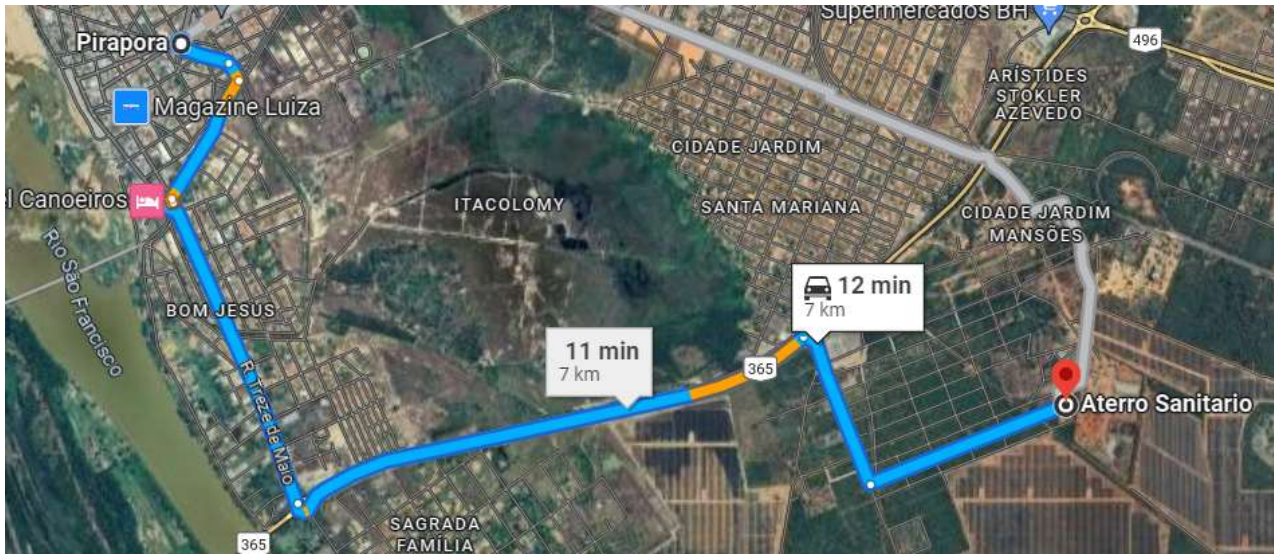 Supermercados BH
496
Pirapora
ARÍSTIDES
STOKLER
AZEVEDO
Magazine Luiza
CIDADE JARDIM
el Canoeiros
ITACOLOMY
SANTA MARIANA
CIDADE JARDIM
MANSÕES
Rio São Francisco
BOM JESUS
12 min
7 km
11 min
7 km
365
R. Treze de Maio
Aterro Sanitario
SAGRADA
FAMÍLIA
365